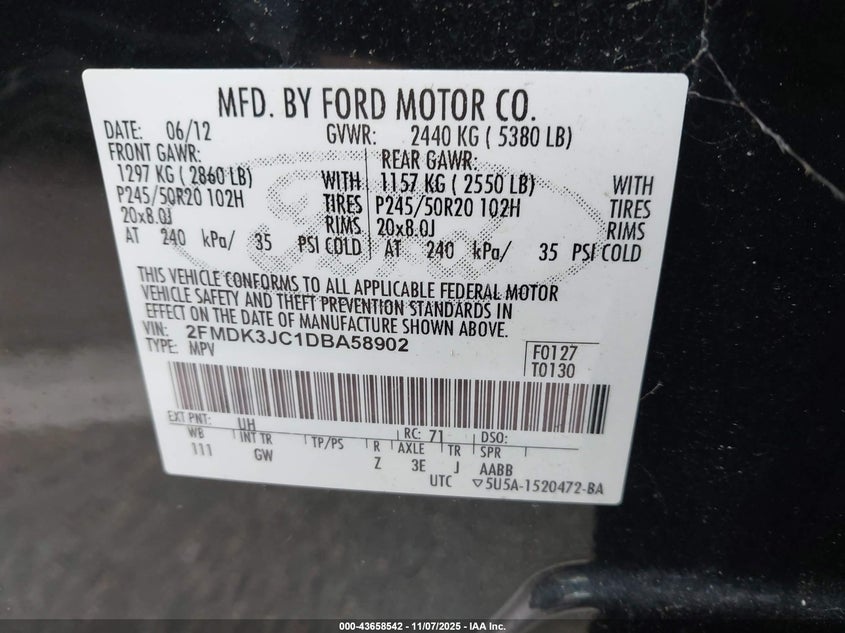 MFD. BY FORD MOTOR CO.
DATE: 06/12 GVWR: 2440 KG ( 5380 LB)
FRONT GAWR: REAR GAWR:
1297 KG ( 2860 LB) WITH 1157 KG ( 2550 LB) WITH
P245/50R20 102H TIRES P245/50R20 102H TIRES
20x8.0J RIMS 20x8.0J RIMS
AT 240 kPa/ 35 PSI COLD AT 240 kPa/ 35 PSI COLD
THIS VEHICLE CONFORMS TO ALL APPLICABLE FEDERAL MOTOR
VEHICLE SAFETY AND THEFT PREVENTION STANDARDS IN
EFFECT ON THE DATE OF MANUFACTURE SHOWN ABOVE.
VIN: 2FMDK3JC1DBA58902
TYPE: MPV
F0127
T0130
EXT PNT: UH RC: 71 DSO:
WB INT TR TP/PS R AXLE TR SPR
111 GW Z 3E J AABB
UTC ▽5U5A-1520472-BA
000-43658542 - 11/07/2025 - IAA Inc.